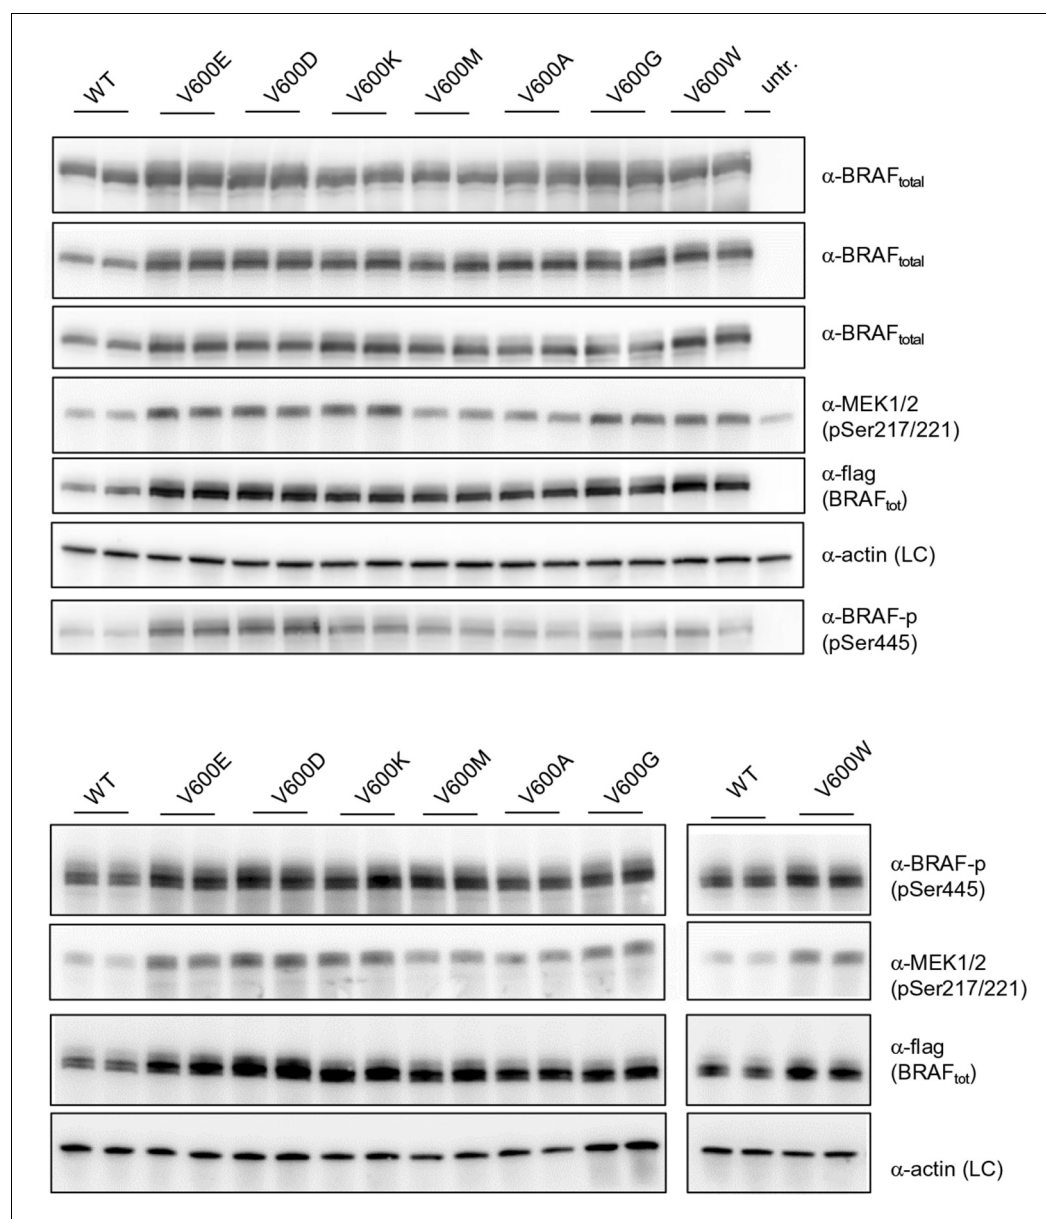 WT V600E V600D V600K V600M V600A V600G V600W untr.
α-BRAFtotal
α-BRAFtotal
α-BRAFtotal
α-MEK1/2
(pSer217/221)
α-flag
(BRAFtot)
α-actin (LC)
α-BRAF-p
(pSer445)
WT V600E V600D V600K V600M V600A V600G WT V600W
α-BRAF-p
(pSer445)
α-MEK1/2
(pSer217/221)
α-flag
(BRAFtot)
α-actin (LC)